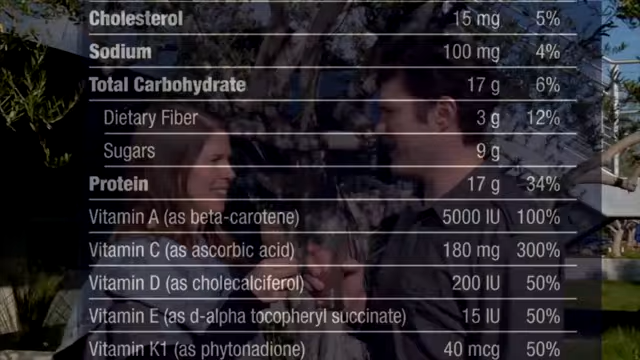 Cholesterol 15 mg 5%
Sodium 100 mg 4%
Total Carbohydrate 17 g 6%
Dietary Fiber 3 g 12%
Sugars 9 g
Protein 17 g 34%
Vitamin A (as beta-carotene) 5000 IU 100%
Vitamin C (as ascorbic acid) 180 mg 300%
Vitamin D (as cholecalciferol) 200 IU 50%
Vitamin E (as d-alpha tocopheryl succinate) 15 IU 50%
Vitamin K1 (as phytonadione) 40 mcg 50%